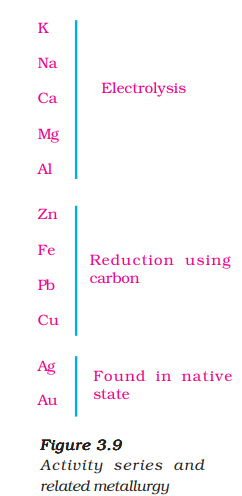 K
Na
Ca
Mg
Al
Electrolysis
Zn
Fe
Pb
Cu
Reduction using
carbon
Ag
Au
Found in native
state
Figure 3.9
Activity series and
related metallurgy